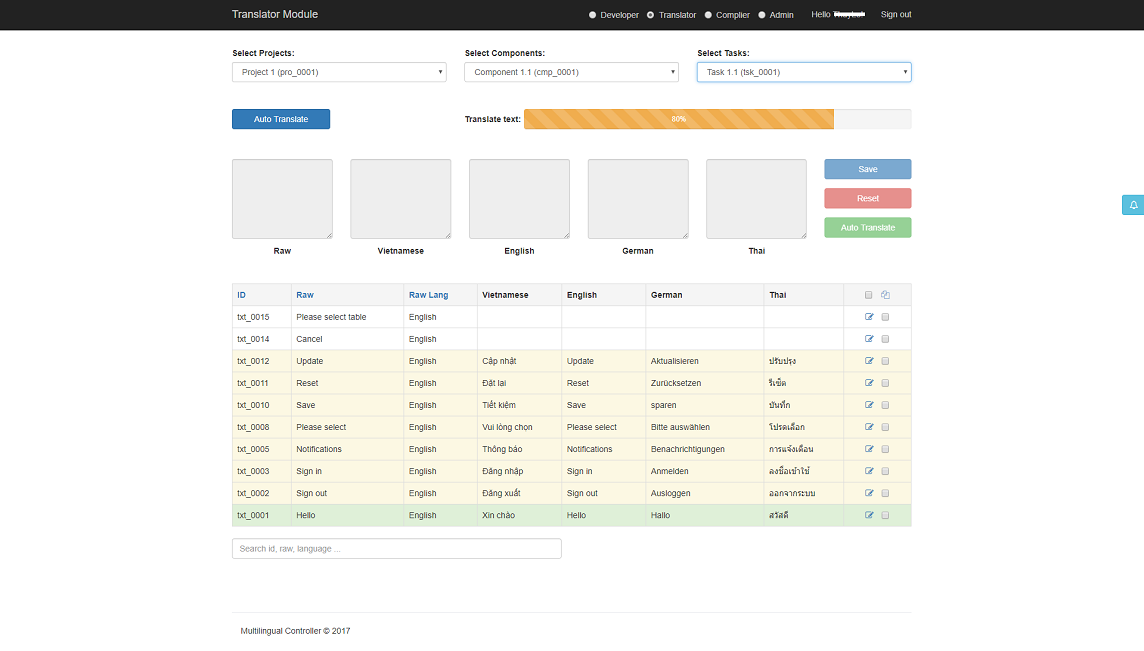 Translator Module Developer Translator Complier Admin Hello Sign out
Select Projects: Select Components: Select Tasks:
Project 1 (pro_0001) Component 1.1 (cmp_0001) Task 1.1 (tsk_0001)
Auto Translate Translate text: 80%
Save
Reset
Auto Translate
Raw Vietnamese English German Thai
ID Raw Raw Lang Vietnamese English German Thai
txt_0015 Please select table English
txt_0014 Cancel English
txt_0012 Update English Cập nhật Update Aktualisieren ปรับปรุง
txt_0011 Reset English Đặt lại Reset Zurücksetzen รีเซ็ต
txt_0010 Save English Tiết kiệm Save sparen บันทึก
txt_0008 Please select English Vui lòng chọn Please select Bitte auswählen โปรดเลือก
txt_0005 Notifications English Thông báo Notifications Benachrichtigungen การแจ้งเตือน
txt_0003 Sign in English Đăng nhập Sign in Anmelden ลงชื่อเข้าใช้
txt_0002 Sign out English Đăng xuất Sign out Ausloggen ออกจากระบบ
txt_0001 Hello English Xin chào Hello Hallo สวัสดี
Search id, raw, language ...
Multilingual Controller © 2017